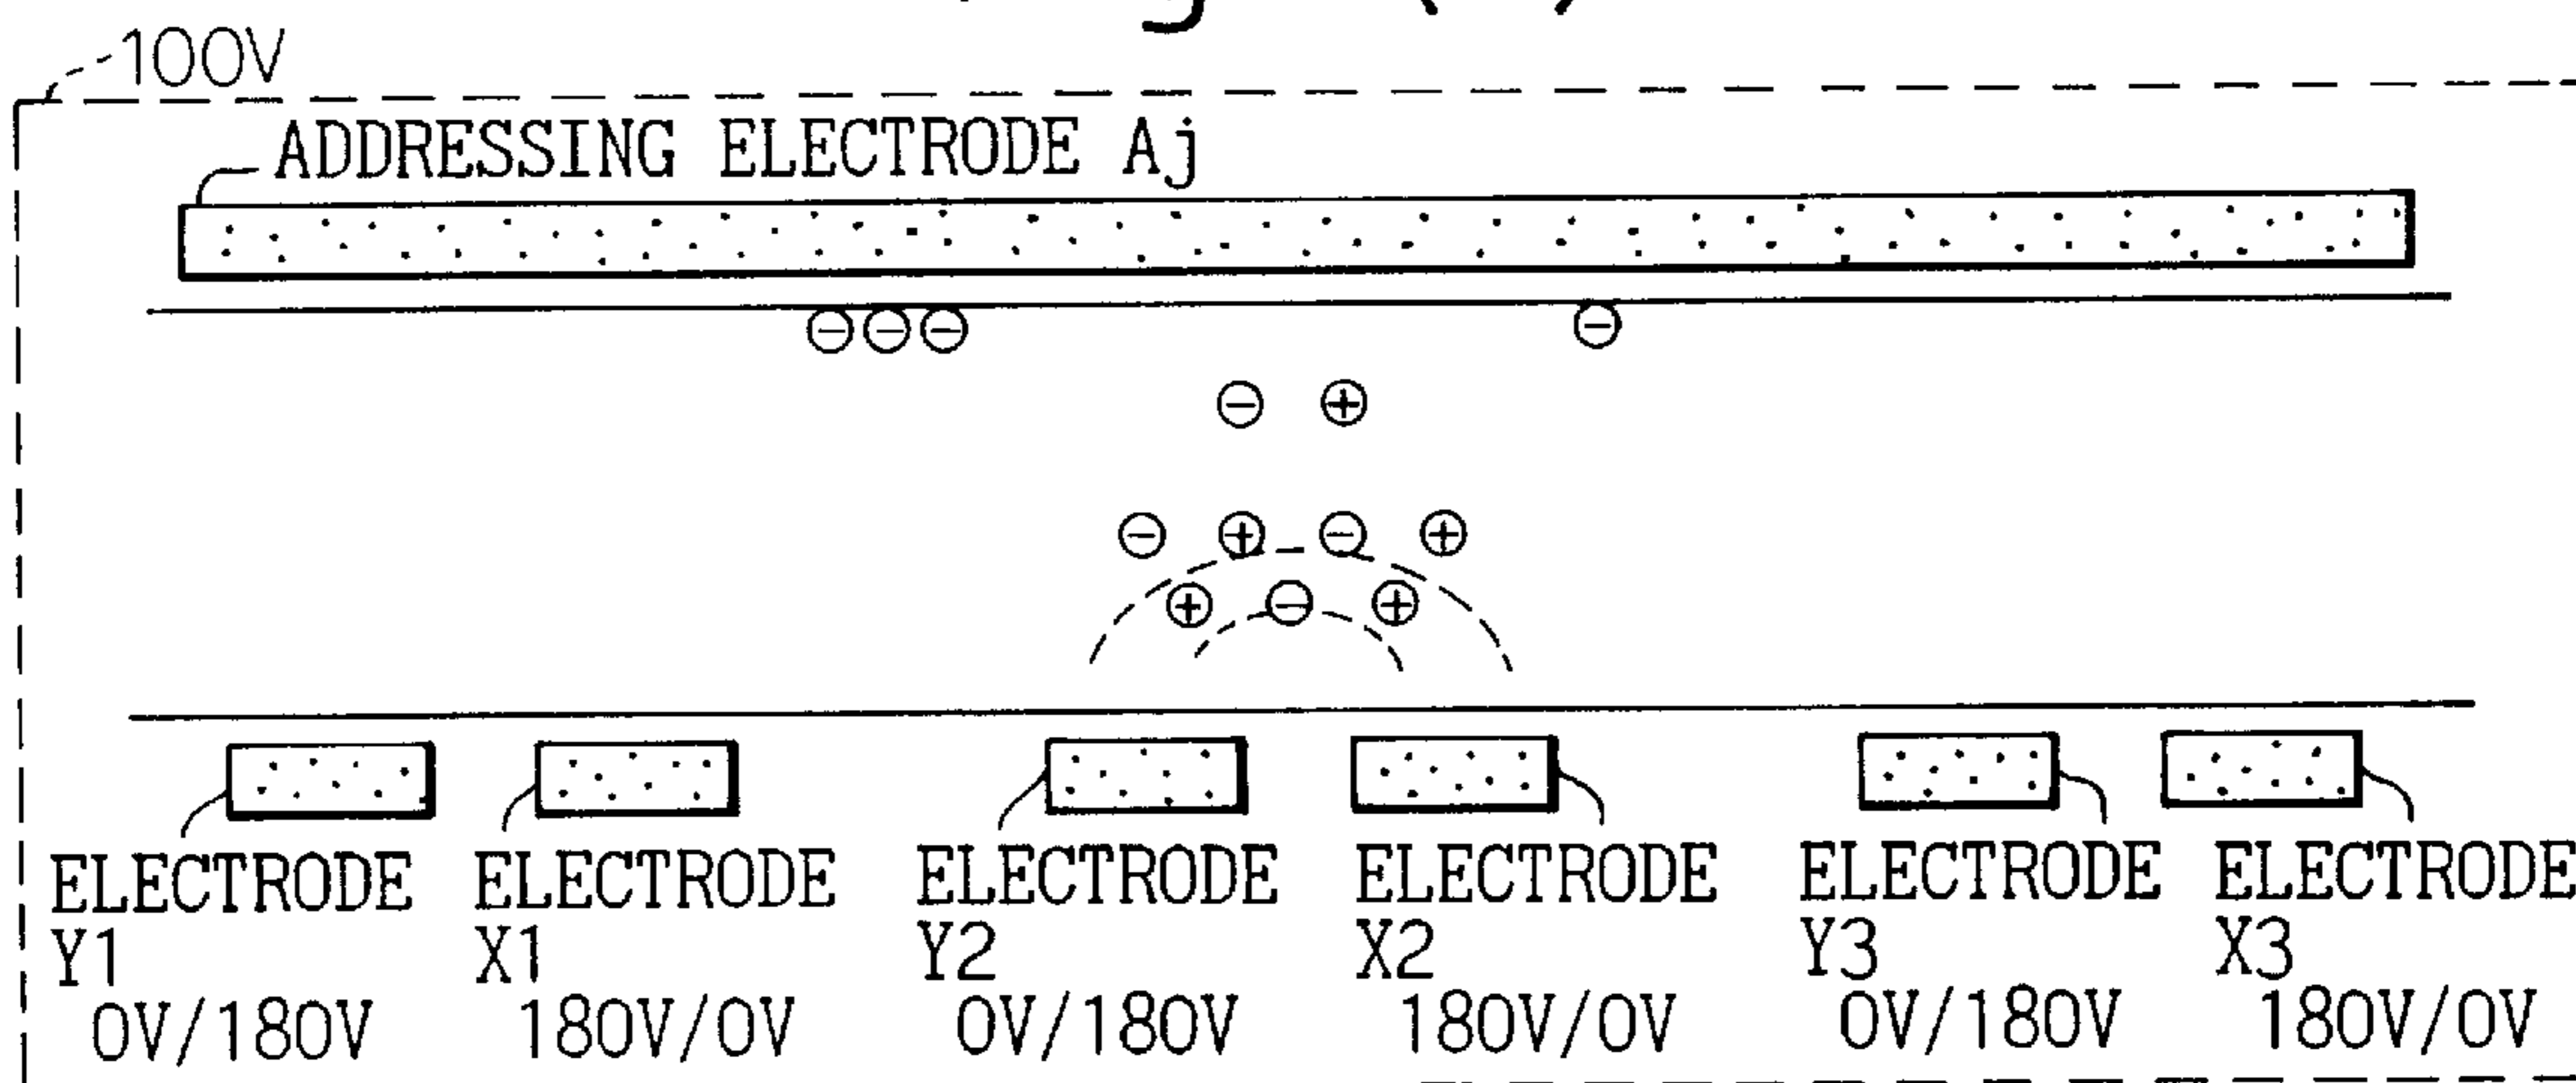 100V
ADDRESSING ELECTRODE Aj
ELECTRODE ELECTRODE ELECTRODE ELECTRODE ELECTRODE ELECTRODE
Y1 X1 Y2 X2 Y3 X3
0V/180V 180V/0V 0V/180V 180V/0V 0V/180V 180V/0V